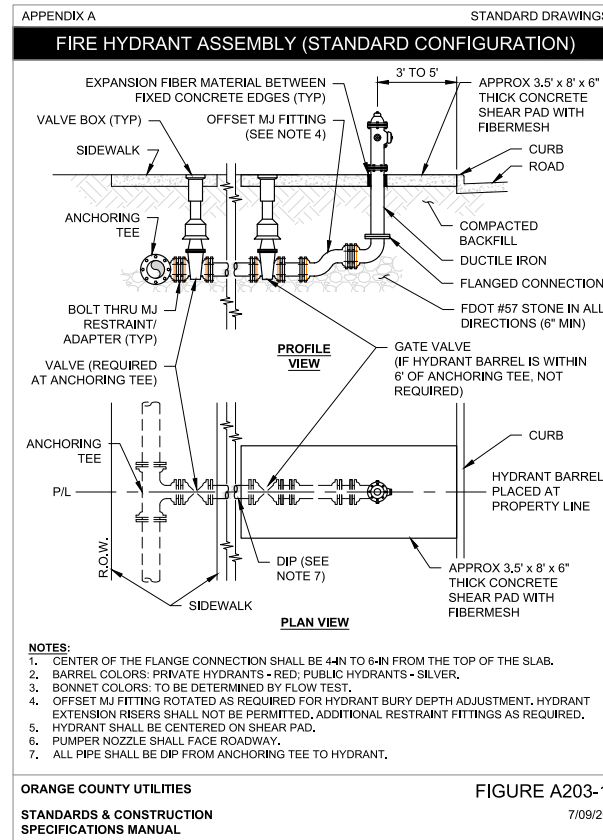 APPENDIX A
STANDARD DRAWINGS
FIRE HYDRANT ASSEMBLY (STANDARD CONFIGURATION)
3' TO 5'
EXPANSION FIBER MATERIAL BETWEEN
FIXED CONCRETE EDGES (TYP)
APPROX 3.5' x 8' x 6"
THICK CONCRETE
SHEAR PAD WITH
FIBERMESH
VALVE BOX (TYP)
OFFSET MJ FITTING
(SEE NOTE 4)
SIDEWALK
CURB
ROAD
ANCHORING
TEE
COMPACTED
BACKFILL
DUCTILE IRON
FLANGED CONNECTION
BOLT THRU MJ
RESTRAINT/
ADAPTER (TYP)
FDOT #57 STONE IN ALL
DIRECTIONS (6" MIN)
PROFILE
VIEW
VALVE (REQUIRED
AT ANCHORING TEE)
GATE VALVE
(IF HYDRANT BARREL IS WITHIN
6' OF ANCHORING TEE, NOT
REQUIRED)
ANCHORING
TEE
CURB
P/L
HYDRANT BARREL
PLACED AT
PROPERTY LINE
R.O.W.
DIP (SEE
NOTE 7)
APPROX 3.5' x 8' x 6"
THICK CONCRETE
SHEAR PAD WITH
FIBERMESH
SIDEWALK
PLAN VIEW
NOTES:
1. CENTER OF THE FLANGE CONNECTION SHALL BE 4-IN TO 6-IN FROM THE TOP OF THE SLAB.
2. BARREL COLORS: PRIVATE HYDRANTS - RED; PUBLIC HYDRANTS - SILVER.
3. BONNET COLORS: TO BE DETERMINED BY FLOW TEST.
4. OFFSET MJ FITTING ROTATED AS REQUIRED FOR HYDRANT BURY DEPTH ADJUSTMENT. HYDRANT
EXTENSION RISERS SHALL NOT BE PERMITTED. ADDITIONAL RESTRAINT FITTINGS AS REQUIRED.
5. HYDRANT SHALL BE CENTERED ON SHEAR PAD.
6. PUMPER NOZZLE SHALL FACE ROADWAY.
7. ALL PIPE SHALL BE DIP FROM ANCHORING TEE TO HYDRANT.
ORANGE COUNTY UTILITIES
FIGURE A203-1
STANDARDS & CONSTRUCTION
SPECIFICATIONS MANUAL